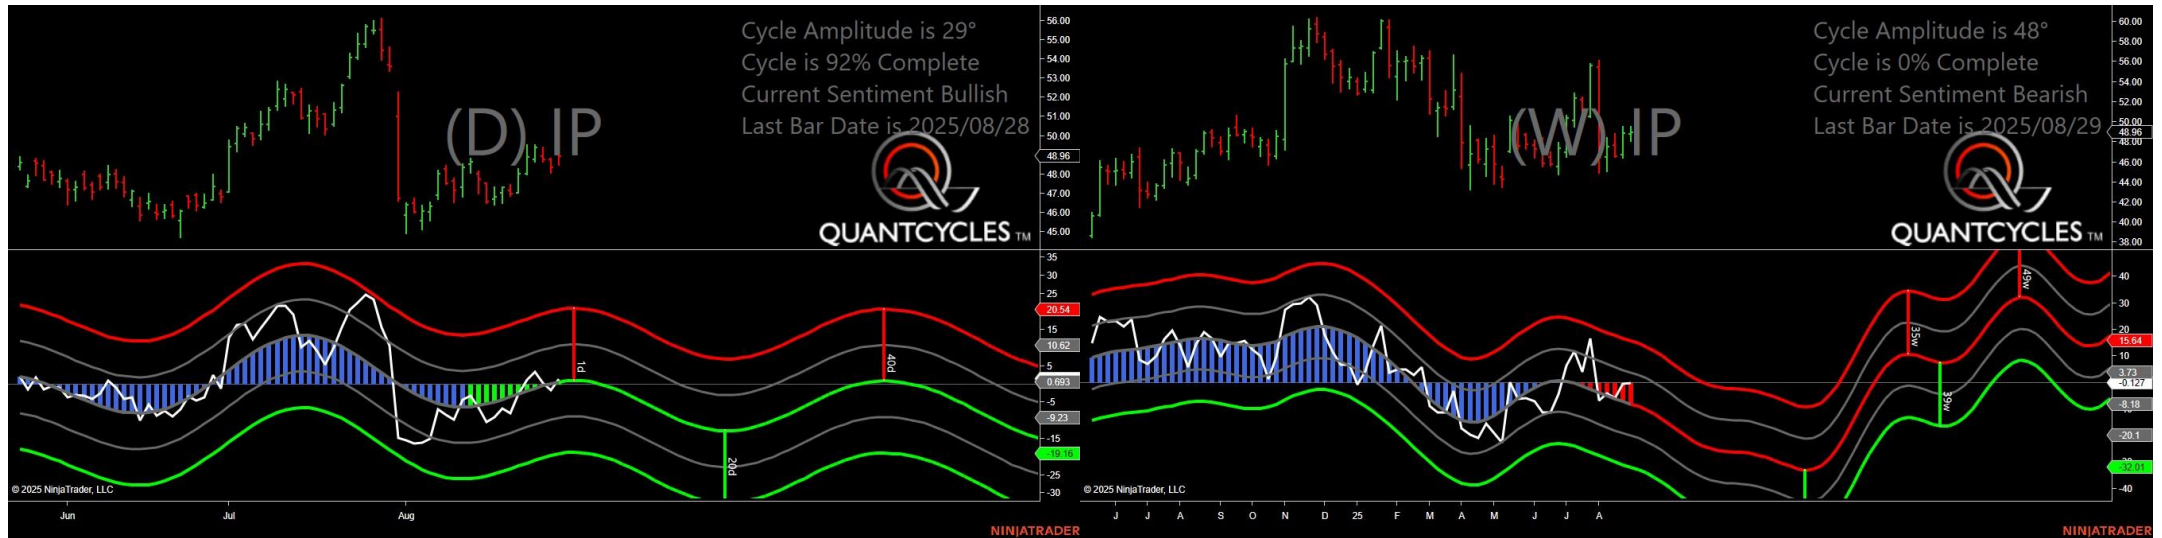 Cycle Amplitude is 29°
Cycle is 92% Complete
Current Sentiment Bullish
Last Bar Date is 2025/08/28
(D) IP
QUANTCYCLES TM
56.00
55.00
54.00
53.00
52.00
51.00
50.00
48.96
48.00
47.00
46.00
45.00
35
30
25
20.54
15
10.62
5
0.693
-5
-9.23
-15
-19.16
-25
-30
1d
20d
40d
© 2025 NinjaTrader, LLC
Jun Jul Aug
NINJATRADER
Cycle Amplitude is 48°
Cycle is 0% Complete
Current Sentiment Bearish
Last Bar Date is 2025/08/29
(W) IP
QUANTCYCLES TM
60.00
58.00
56.00
54.00
52.00
50.00
48.96
48.00
46.00
44.00
42.00
40.00
38.00
40
30
20
15.64
10
3.73
-0.127
-8.18
-20.1
-32.01
-40
35w
39w
49w
© 2025 NinjaTrader, LLC
J J A S O N D 25 F M A M J J A
NINJATRADER